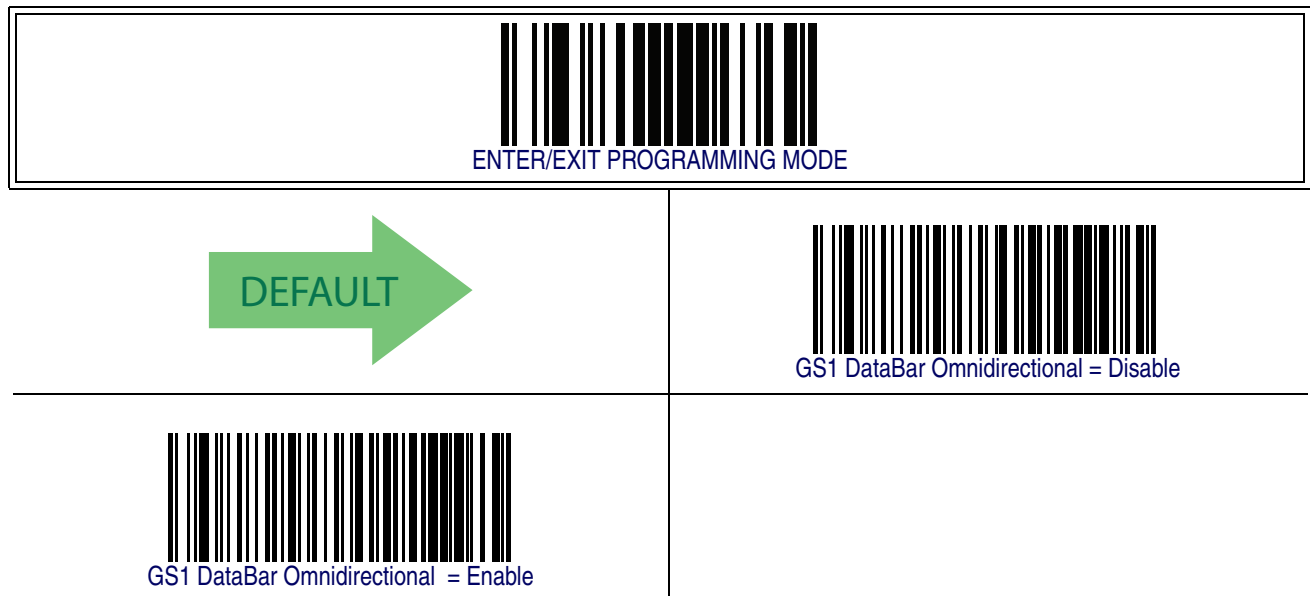 ENTER/EXIT PROGRAMMING MODE
DEFAULT
GS1 DataBar Omnidirectional = Disable
GS1 DataBar Omnidirectional = Enable